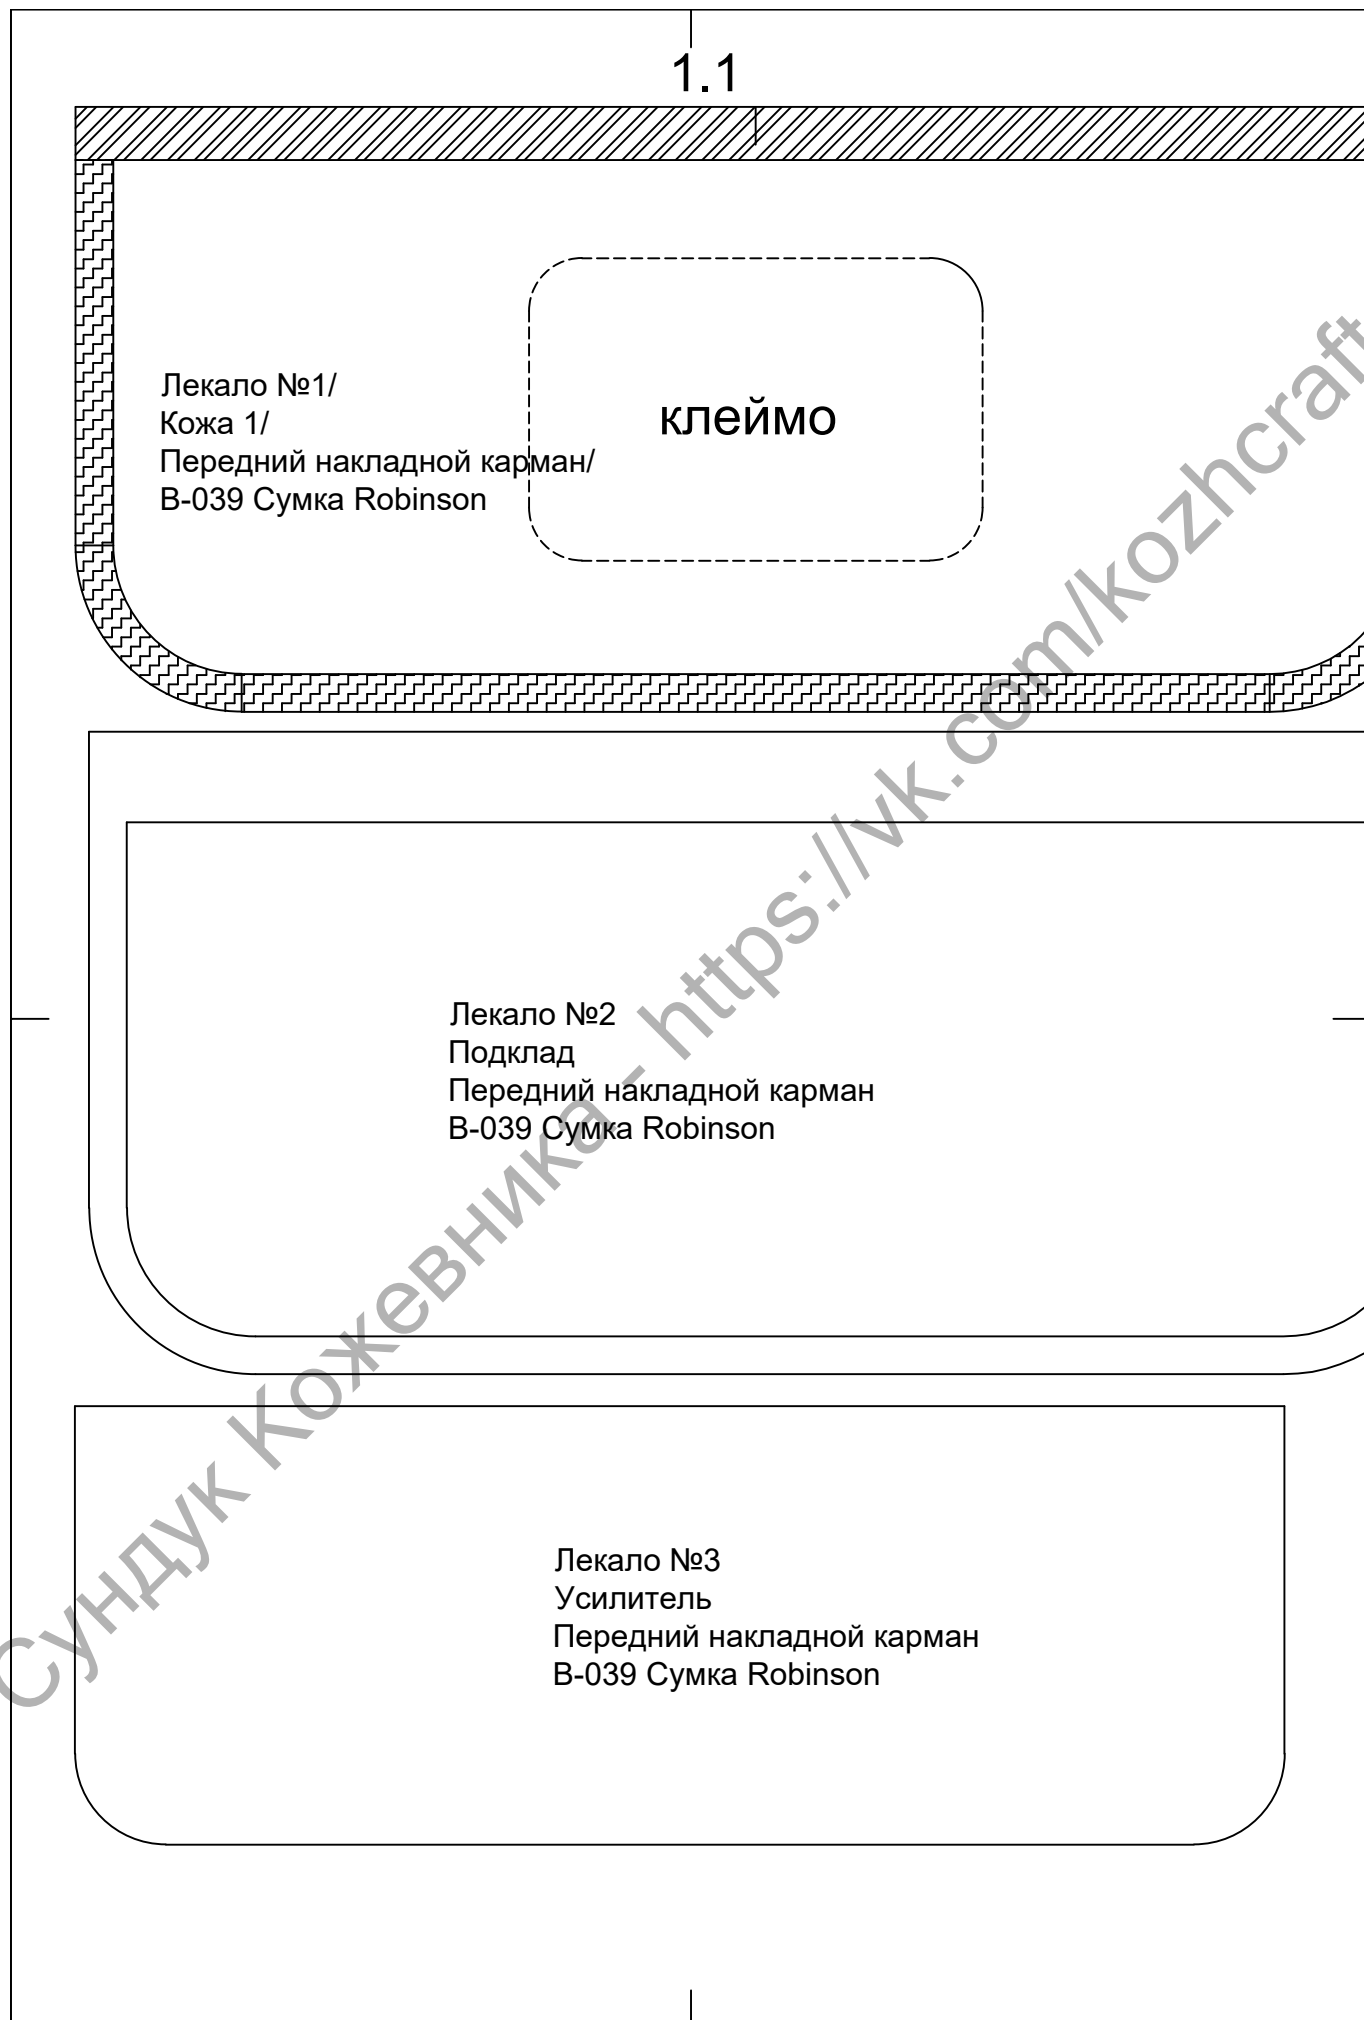 1.1
Лекало №1/
Кожа 1/
Передний накладной карман/
В-039 Сумка Robinson
клеймо
Лекало №2
Подклад
Передний накладной карман
В-039 Сумка Robinson
Лекало №3
Усилитель
Передний накладной карман
В-039 Сумка Robinson
Сундук Кожевника - https://vk.com/kozhcraft